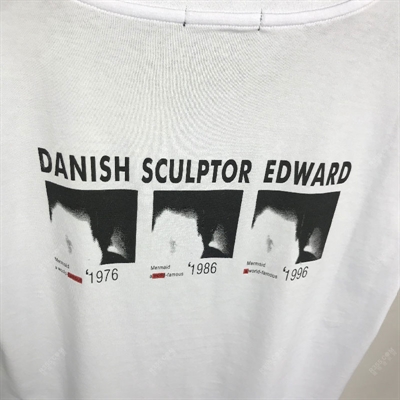 DANISH SCULPTOR EDWARD
Mermaid
'1976
Mermaid
-famous '1986
Mermaid
world-famous '1996